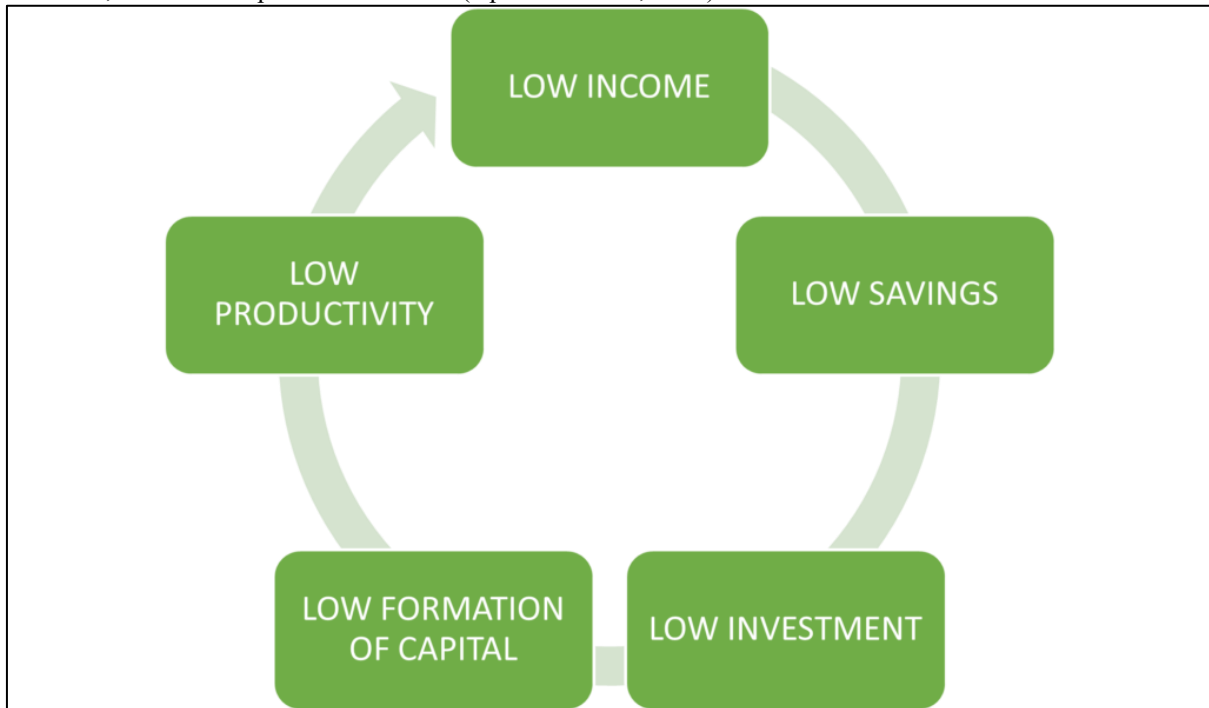 LOW INCOME
LOW SAVINGS
LOW INVESTMENT
LOW FORMATION
OF CAPITAL
LOW
PRODUCTIVITY